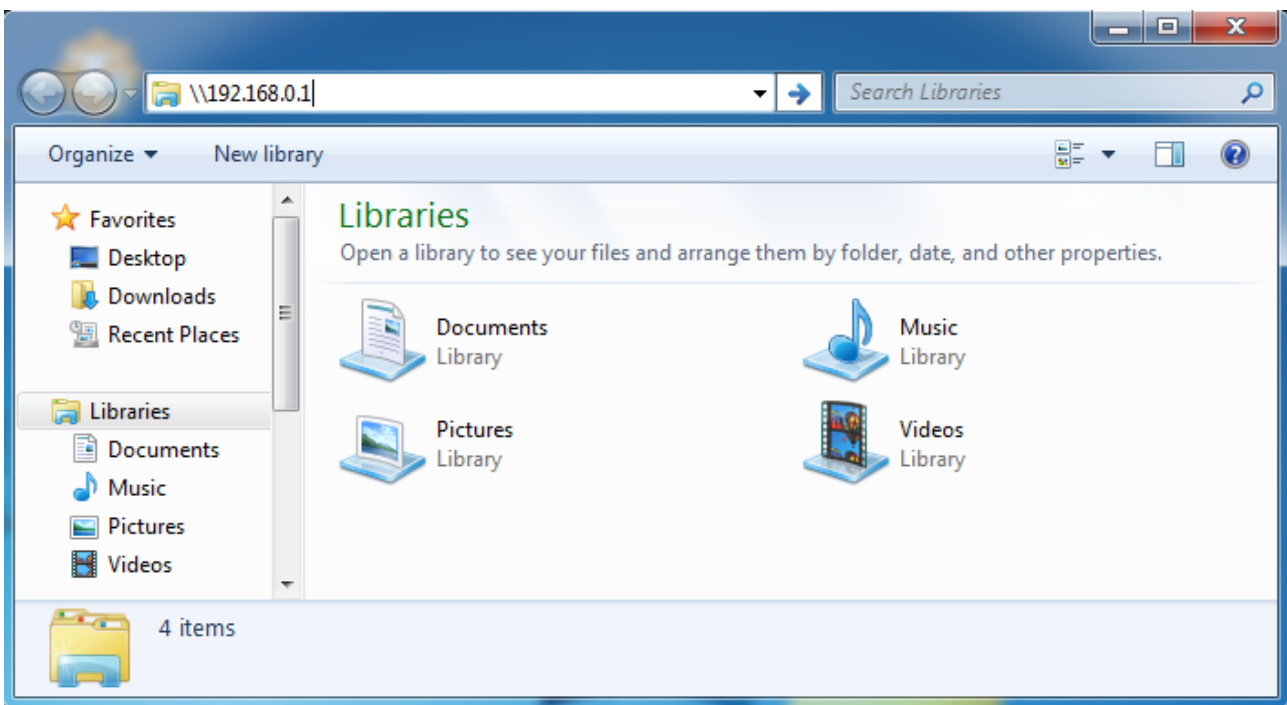 \\192.168.0.1
Search Libraries
Organize
New library
Favorites
Desktop
Downloads
Recent Places
Libraries
Documents
Music
Pictures
Videos
Libraries
Open a library to see your files and arrange them by folder, date, and other properties.
Documents
Library
Music
Library
Pictures
Library
Videos
Library
4 items